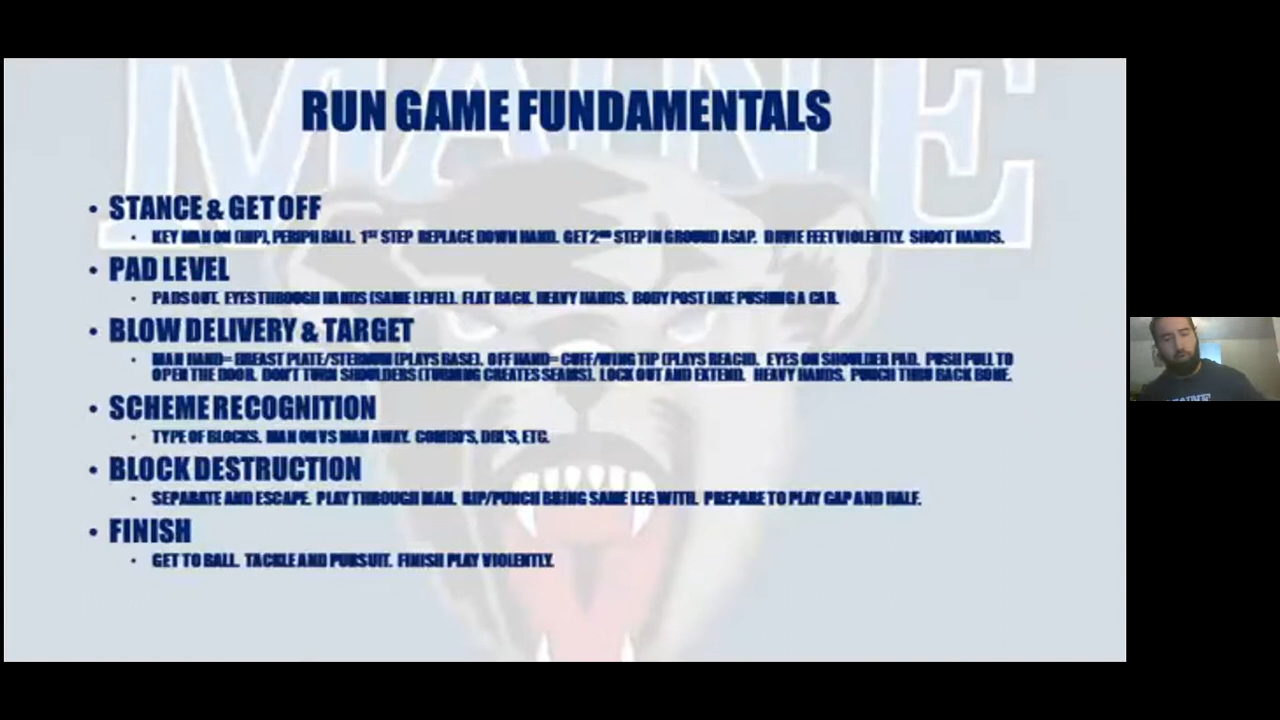 MAINE
RUN GAME FUNDAMENTALS
• STANCE & GET OFF
• KEY MAN ON (HIP), PERIPH BALL. 1ST STEP REPLACE DOWN HAND. GET 2ND STEP IN GROUND ASAP. DRIVE FEET VIOLENTLY. SHOOT HANDS.
• PAD LEVEL
• PADS OUT. EYES THROUGH HANDS (SAME LEVEL). FLAT BACK. HEAVY HANDS. BODY POST LIKE PUSHING A CAR.
• BLOW DELIVERY & TARGET
• MAN HAND= BREAST PLATE/STERNUM (PLAYS BASE). OFF HAND= CUFF/WING TIP (PLAYS REACH). EYES ON SHOULDER PAD. PUSH PULL TO
OPEN THE DOOR. DON'T TURN SHOULDERS (TURNING CREATES SEAMS). LOCK OUT AND EXTEND. HEAVY HANDS. PUNCH THRU BACK BONE.
• SCHEME RECOGNITION
• TYPE OF BLOCKS. MAN ON VS MAN AWAY. COMBO'S, DBL'S, ETC.
• BLOCK DESTRUCTION
• SEPARATE AND ESCAPE. PLAY THROUGH MAN. RIP/PUNCH BRING SAME LEG WITH. PREPARE TO PLAY GAP AND HALF.
• FINISH
• GET TO BALL. TACKLE AND PURSUIT. FINISH PLAY VIOLENTLY.
MAINE